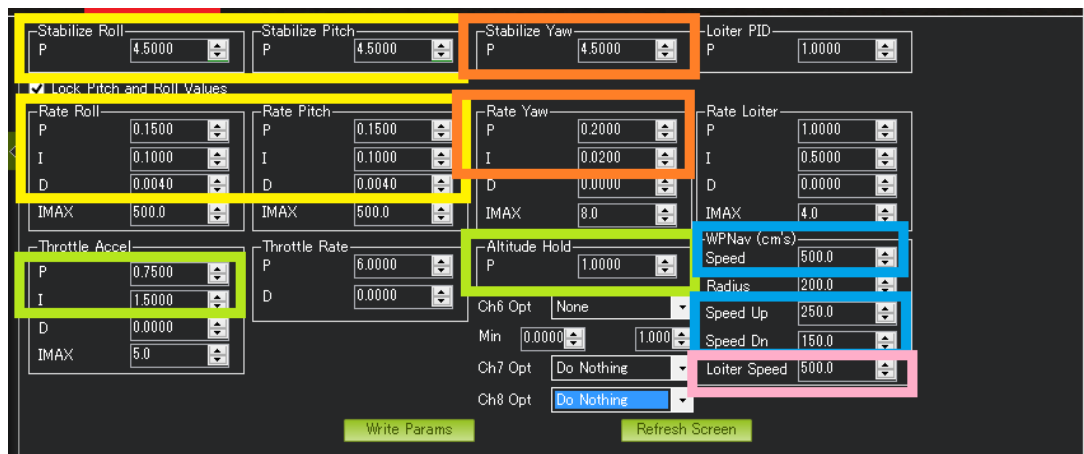 Stabilize Roll
P 4.5000
Stabilize Pitch
P 4.5000
Stabilize Yaw
P 4.5000
Loiter PID
P 1.0000
Lock Pitch and Roll Values
Rate Roll
P 0.1500
I 0.1000
D 0.0040
IMAX 500.0
Rate Pitch
P 0.1500
I 0.1000
D 0.0040
IMAX 500.0
Rate Yaw
P 0.2000
I 0.0200
D 0.0000
IMAX 8.0
Rate Loiter
P 1.0000
I 0.5000
D 0.0000
IMAX 4.0
Throttle Accel
P 0.7500
I 1.5000
D 0.0000
IMAX 5.0
Throttle Rate
P 6.0000
D 0.0000
Altitude Hold
P 1.0000
Ch6 Opt None
Min 0.0000 1.000
Ch7 Opt Do Nothing
Ch8 Opt Do Nothing
WPNav (cm's)
Speed 500.0
Radius 200.0
Speed Up 250.0
Speed Dn 150.0
Loiter Speed 500.0
Write Params
Refresh Screen